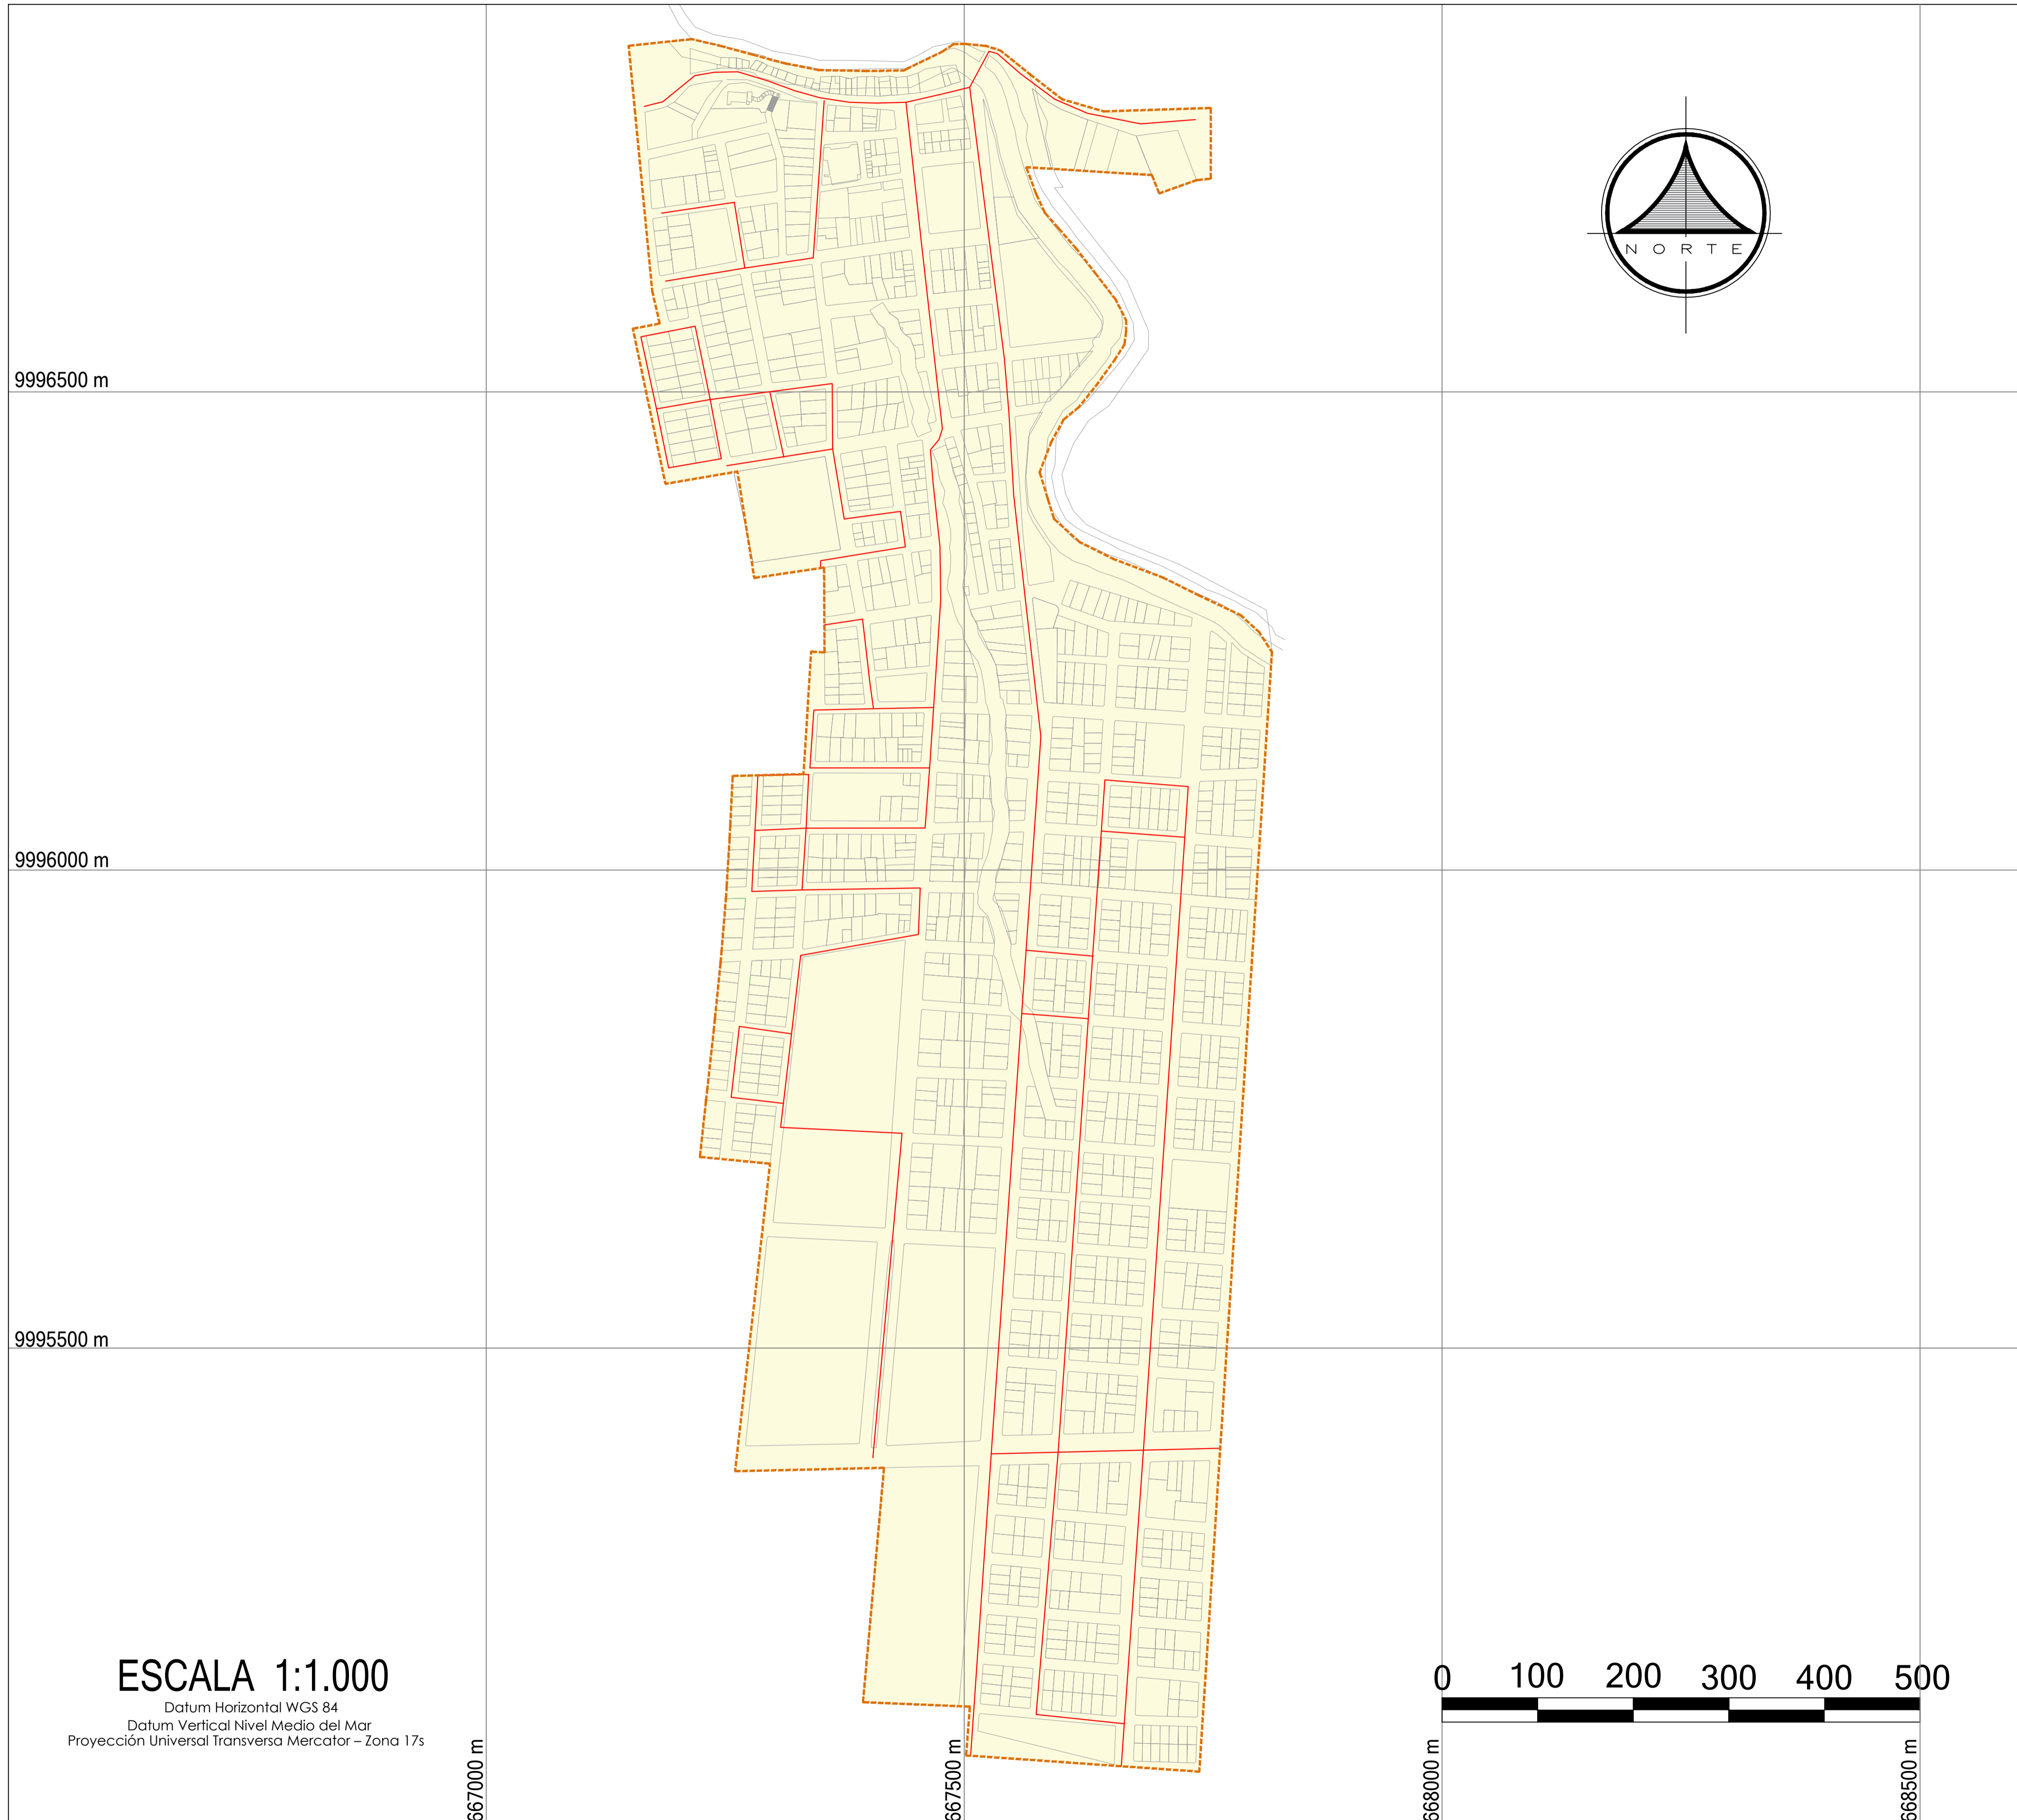 NORTE
9996500 m
9996000 m
9995500 m
ESCALA 1:1.000
Datum Horizontal WGS 84
Datum Vertical Nivel Medio del Mar
Proyección Universal Transversa Mercator – Zona 17s
0 100 200 300 400 500
667000 m
667500 m
668000 m
668500 m